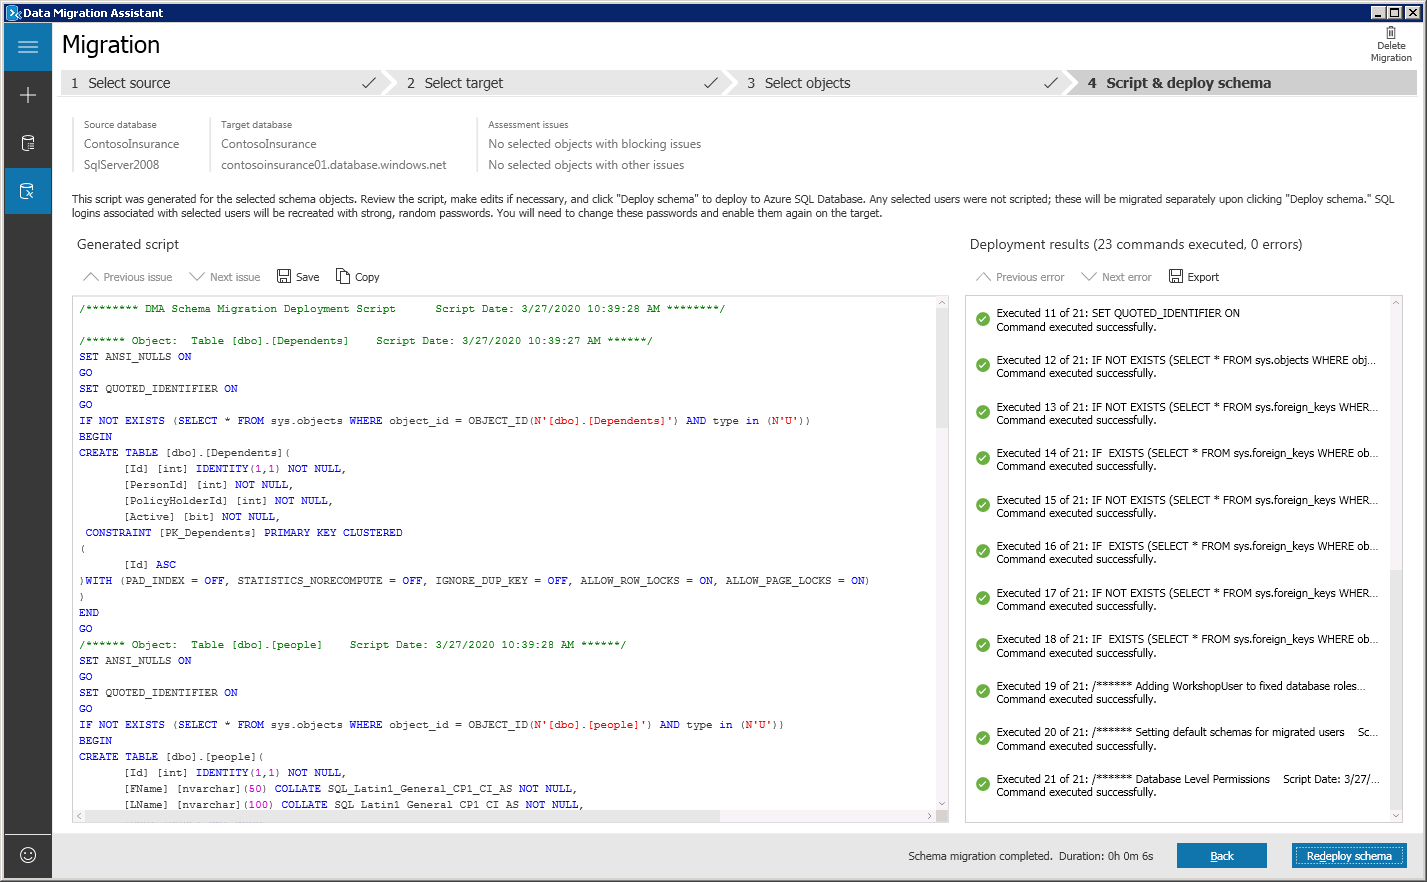 Data Migration Assistant
Migration
Delete
Migration
1 Select source
2 Select target
3 Select objects
4 Script & deploy schema
Source database
ContosoInsurance
SqlServer2008
Target database
ContosoInsurance
contosoinsurance01.database.windows.net
Assessment issues
No selected objects with blocking issues
No selected objects with other issues
This script was generated for the selected schema objects. Review the script, make edits if necessary, and click "Deploy schema" to deploy to Azure SQL Database. Any selected users were not scripted; these will be migrated separately upon clicking "Deploy schema." SQL
logins associated with selected users will be recreated with strong, random passwords. You will need to change these passwords and enable them again on the target.
Generated script
Previous issue Next issue Save Copy
/******** DMA Schema Migration Deployment Script      Script Date: 3/27/2020 10:39:28 AM ********/
/****** Object:  Table [dbo].[Dependents]    Script Date: 3/27/2020 10:39:27 AM ******/
SET ANSI_NULLS ON
GO
SET QUOTED_IDENTIFIER ON
GO
IF NOT EXISTS (SELECT * FROM sys.objects WHERE object_id = OBJECT_ID(N'[dbo].[Dependents]') AND type in (N'U'))
BEGIN
CREATE TABLE [dbo].[Dependents](
[Id] [int] IDENTITY(1,1) NOT NULL,
[PersonId] [int] NOT NULL,
[PolicyHolderId] [int] NOT NULL,
[Active] [bit] NOT NULL,
CONSTRAINT [PK_Dependents] PRIMARY KEY CLUSTERED
(
[Id] ASC
)WITH (PAD_INDEX = OFF, STATISTICS_NORECOMPUTE = OFF, IGNORE_DUP_KEY = OFF, ALLOW_ROW_LOCKS = ON, ALLOW_PAGE_LOCKS = ON)
)
END
GO
/****** Object:  Table [dbo].[people]    Script Date: 3/27/2020 10:39:28 AM ******/
SET ANSI_NULLS ON
GO
SET QUOTED_IDENTIFIER ON
GO
IF NOT EXISTS (SELECT * FROM sys.objects WHERE object_id = OBJECT_ID(N'[dbo].[people]') AND type in (N'U'))
BEGIN
CREATE TABLE [dbo].[people](
[Id] [int] IDENTITY(1,1) NOT NULL,
[FName] [nvarchar](50) COLLATE SQL_Latin1_General_CP1_CI_AS NOT NULL,
[LName] [nvarchar](100) COLLATE SQL_Latin1_General_CP1_CI_AS NOT NULL,
Deployment results (23 commands executed, 0 errors)
Previous error Next error Export
Executed 11 of 21: SET QUOTED_IDENTIFIER ON
Command executed successfully.
Executed 12 of 21: IF NOT EXISTS (SELECT * FROM sys.objects WHERE obj...
Command executed successfully.
Executed 13 of 21: IF NOT EXISTS (SELECT * FROM sys.foreign_keys WHER...
Command executed successfully.
Executed 14 of 21: IF  EXISTS (SELECT * FROM sys.foreign_keys WHERE ob...
Command executed successfully.
Executed 15 of 21: IF NOT EXISTS (SELECT * FROM sys.foreign_keys WHER...
Command executed successfully.
Executed 16 of 21: IF  EXISTS (SELECT * FROM sys.foreign_keys WHERE ob...
Command executed successfully.
Executed 17 of 21: IF NOT EXISTS (SELECT * FROM sys.foreign_keys WHER...
Command executed successfully.
Executed 18 of 21: IF  EXISTS (SELECT * FROM sys.foreign_keys WHERE ob...
Command executed successfully.
Executed 19 of 21: /****** Adding WorkshopUser to fixed database roles...
Command executed successfully.
Executed 20 of 21: /****** Setting default schemas for migrated users    Sc...
Command executed successfully.
Executed 21 of 21: /****** Database Level Permissions    Script Date: 3/27/...
Command executed successfully.
Schema migration completed. Duration: 0h 0m 6s
Back
Redeploy schema